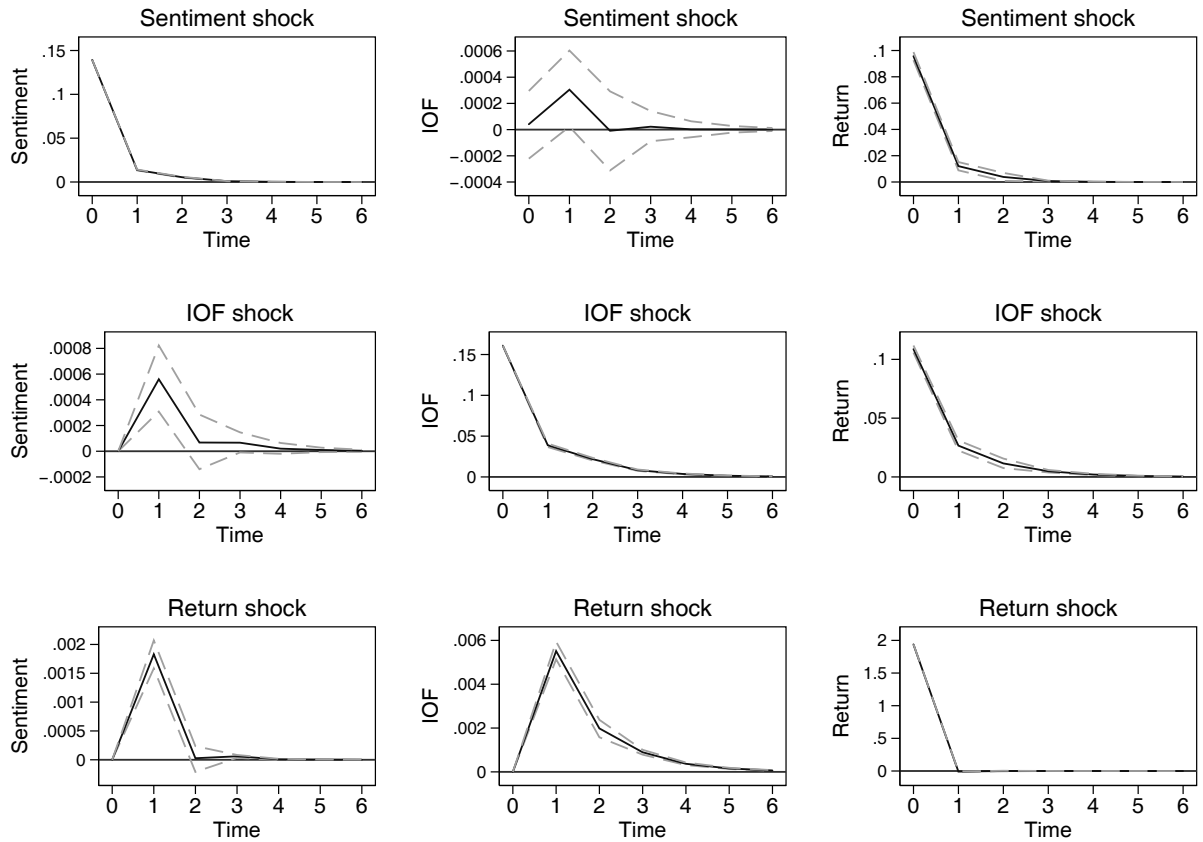 Sentiment shock
Sentiment
.15
.1
.05
0
0 1 2 3 4 5 6
Time
Sentiment shock
IOF
.0006
.0004
.0002
0
−.0002
−.0004
0 1 2 3 4 5 6
Time
Sentiment shock
Return
.1
.08
.06
.04
.02
0
0 1 2 3 4 5 6
Time
IOF shock
Sentiment
.0008
.0006
.0004
.0002
0
−.0002
0 1 2 3 4 5 6
Time
IOF shock
IOF
.15
.1
.05
0
0 1 2 3 4 5 6
Time
IOF shock
Return
.1
.05
0
0 1 2 3 4 5 6
Time
Return shock
Sentiment
.002
.0015
.001
.0005
0
0 1 2 3 4 5 6
Time
Return shock
IOF
.006
.004
.002
0
0 1 2 3 4 5 6
Time
Return shock
Return
2
1.5
1
.5
0
0 1 2 3 4 5 6
Time